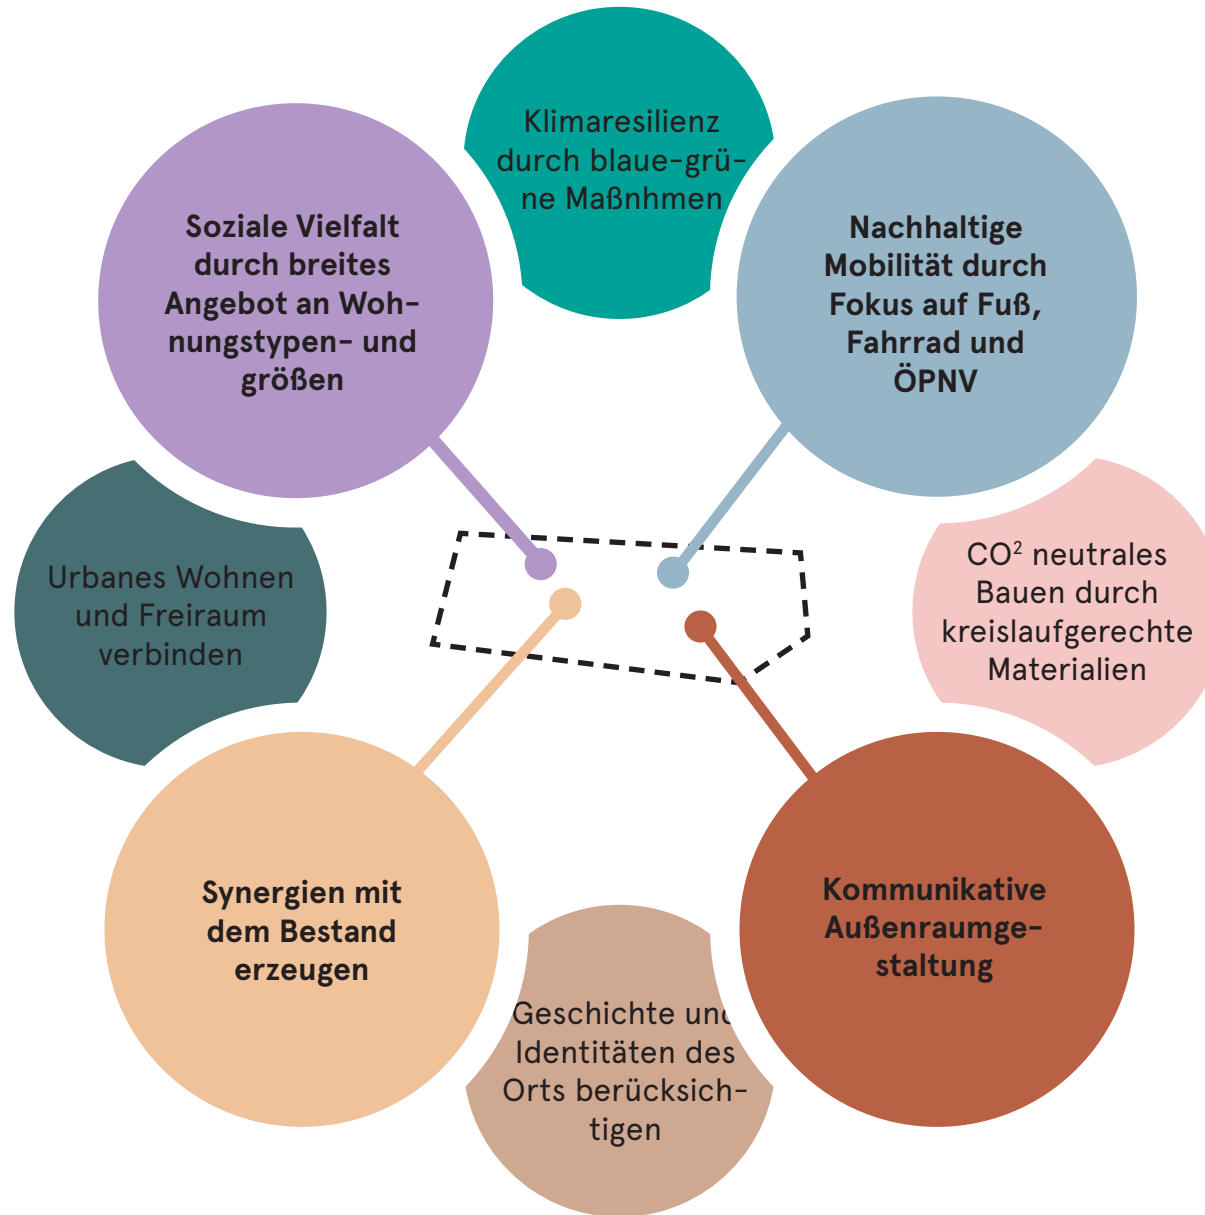 Klimaresilienz
durch blaue-grü-
ne Maßnhmen
Soziale Vielfalt
durch breites
Angebot an Woh-
nungstypen- und
größen
Nachhaltige
Mobilität durch
Fokus auf Fuß,
Fahrrad und
ÖPNV
Urbanes Wohnen
und Freiraum
verbinden
CO² neutrales
Bauen durch
kreislaufgerechte
Materialien
Synergien mit
dem Bestand
erzeugen
Kommunikative
Außenraumge-
staltung
Geschichte und
Identitäten des
Orts berücksich-
tigen